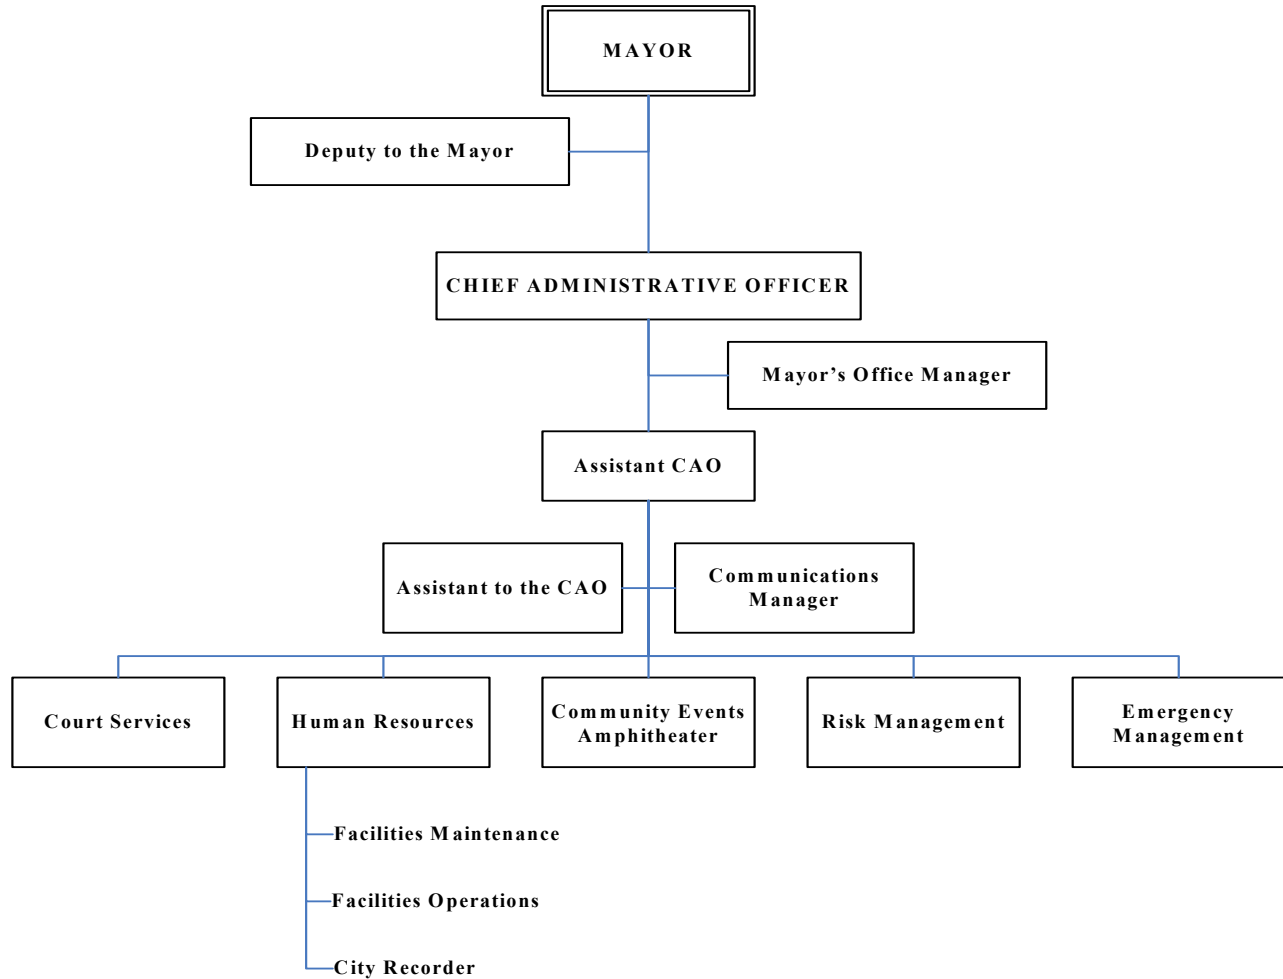 MAYOR
Deputy to the Mayor
CHIEF ADMINISTRATIVE OFFICER
Mayor’s Office Manager
Assistant CAO
Assistant to the CAO
Communications
Manager
Court Services
Human Resources
Community Events
Amphitheater
Risk Management
Emergency
Management
Facilities Maintenance
Facilities Operations
City Recorder